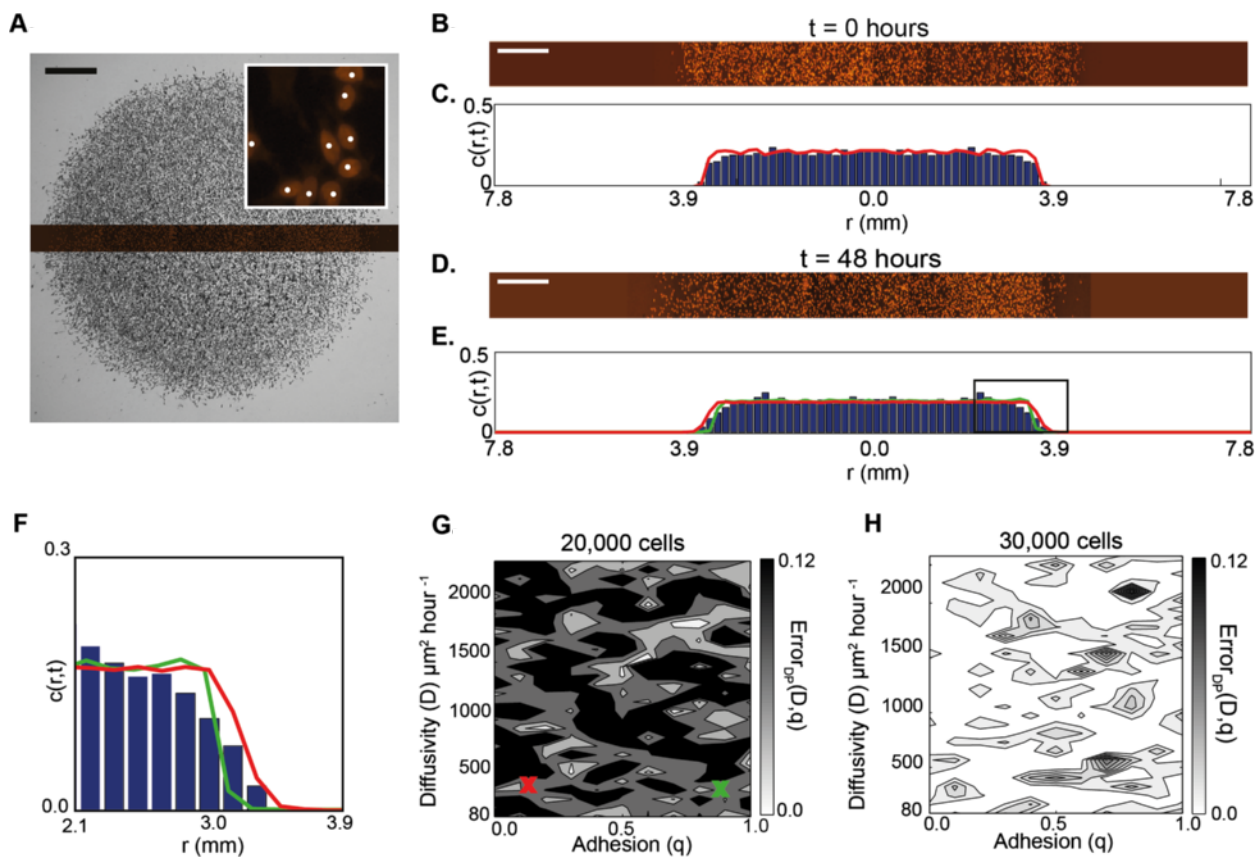 A
B
t = 0 hours
C.
0.5
c(r,t)
0
7.8
3.9
0.0
3.9
7.8
r (mm)
D.
t = 48 hours
E.
0.5
c(r,t)
0
7.8
3.9
0.0
3.9
7.8
r (mm)
F
0.3
c(r,t)
0.0
2.1
3.0
3.9
r (mm)
G
20,000 cells
Diffusivity (D) μm² hour⁻¹
2000
1500
1000
500
80
0.0
0.5
1.0
Adhesion (q)
0.12
Error_DP(D,q)
0.0
H
30,000 cells
Diffusivity (D) μm² hour⁻¹
2000
1500
1000
500
80
0.0
0.5
1.0
Adhesion (q)
0.12
Error_DP(D,q)
0.0